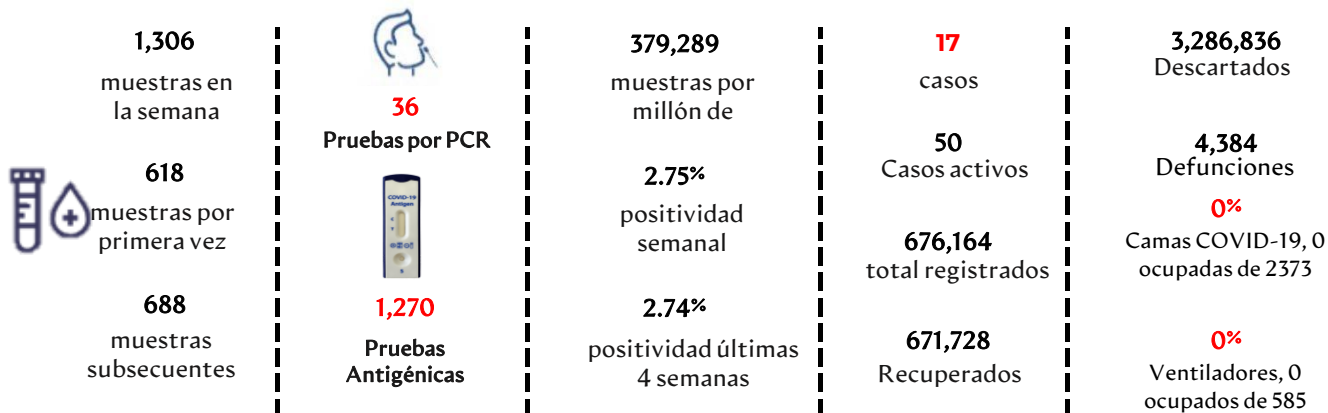 1,306
muestras en
la semana
618
muestras por
primera vez
688
muestras
subsecuentes
36
Pruebas por PCR
COVID-19
Antigen
1,270
Pruebas
Antigénicas
379,289
muestras por
millón de
2.75%
positividad
semanal
2.74%
positividad últimas
4 semanas
17
casos
50
Casos activos
676,164
total registrados
671,728
Recuperados
3,286,836
Descartados
4,384
Defunciones
0%
Camas COVID-19, 0
ocupadas de 2373
0%
Ventiladores, 0
ocupados de 585